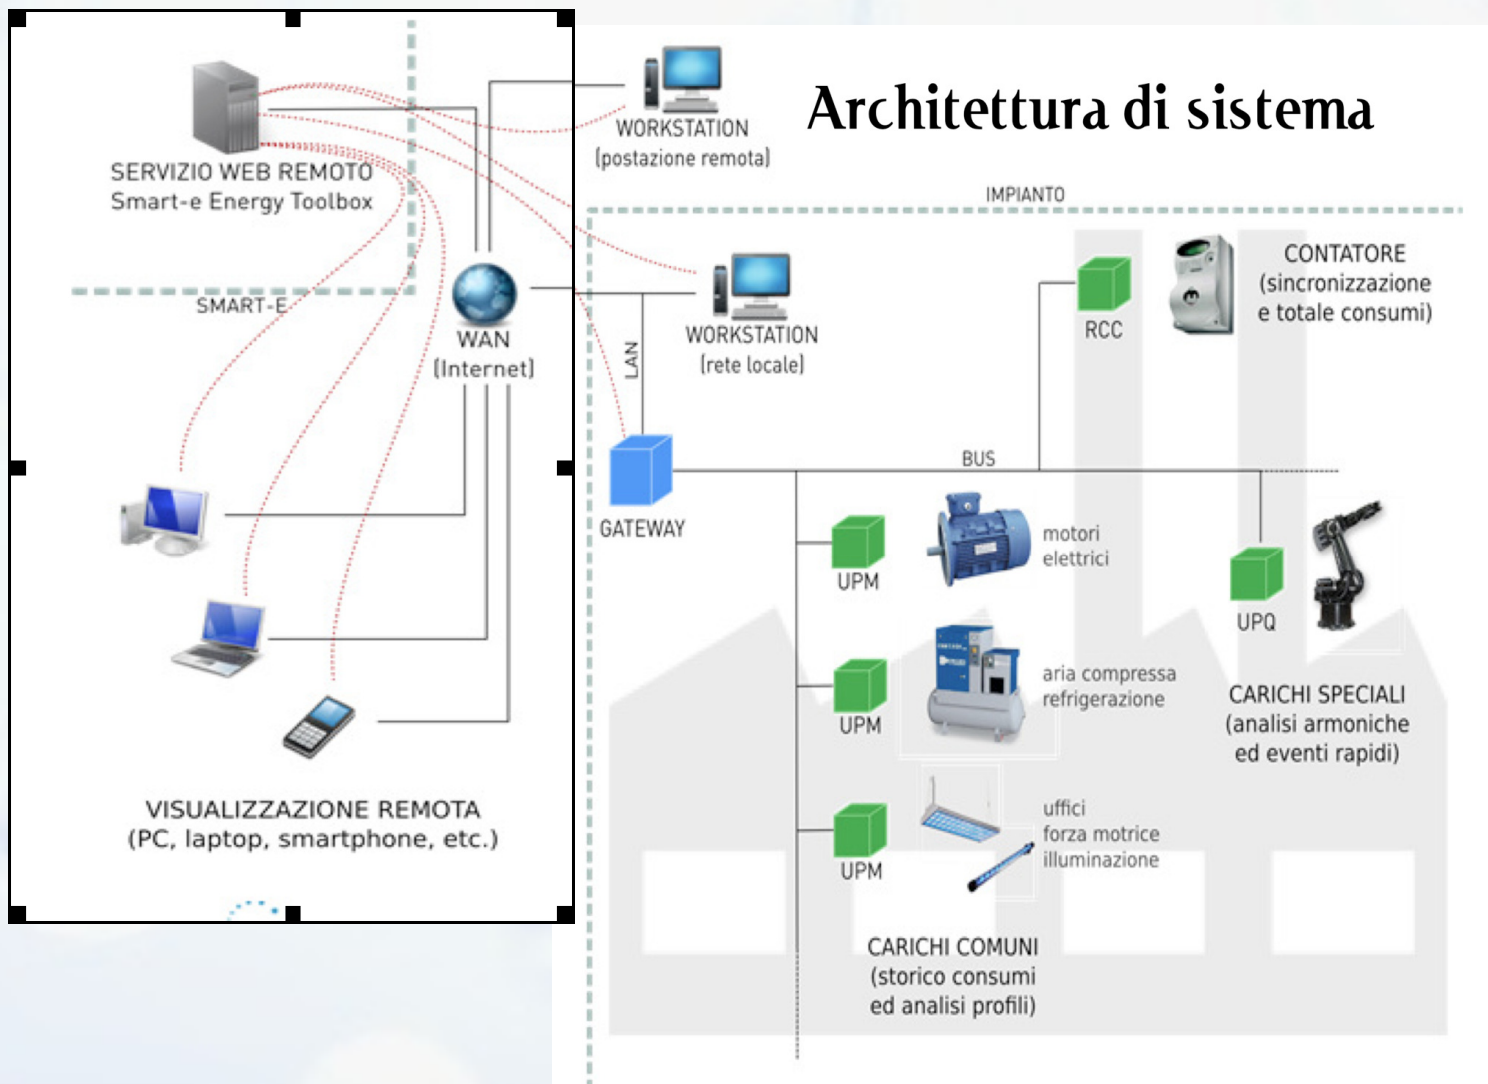 Architettura di sistema
SERVIZIO WEB REMOTO
Smart-e Energy Toolbox
SMART-E
WORKSTATION
(postazione remota)
IMPIANTO
WAN
(Internet)
WORKSTATION
(rete locale)
LAN
GATEWAY
BUS
RCC
CONTATORE
(sincronizzazione
e totale consumi)
UPM
motori
elettrici
UPM
aria compressa
refrigerazione
UPM
uffici
forza motrice
illuminazione
UPQ
CARICHI SPECIALI
(analisi armoniche
ed eventi rapidi)
CARICHI COMUNI
(storico consumi
ed analisi profili)
VISUALIZZAZIONE REMOTA
(PC, laptop, smartphone, etc.)